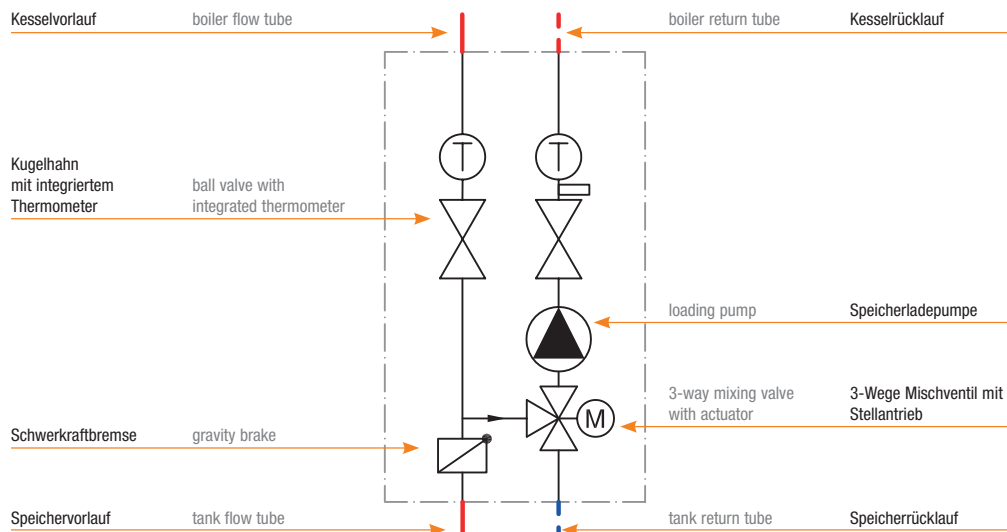 Kesselvorlauf boiler flow tube
boiler return tube Kesselrücklauf
T T
Kugelhahn
mit integriertem ball valve with
Thermometer integrated thermometer
loading pump Speicherladepumpe
3-way mixing valve 3-Wege Mischventil mit
with actuator Stellantrieb
M
Schwerkraftbremse gravity brake
Speichervorlauf tank flow tube
tank return tube Speicherrücklauf